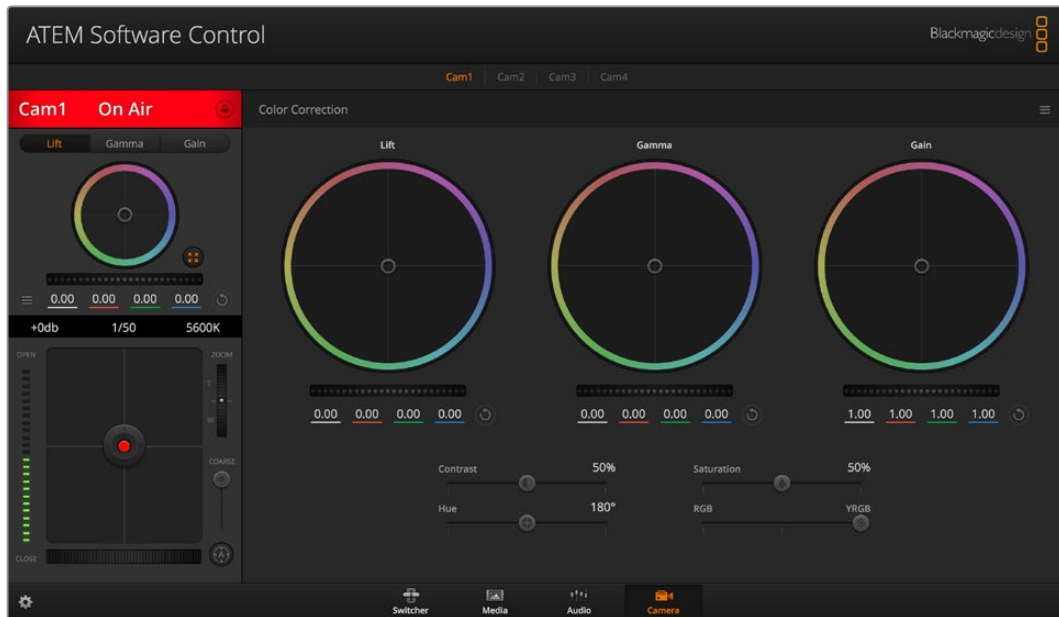 ATEM Software Control
Blackmagicdesign
Cam1 Cam2 Cam3 Cam4
Cam1 On Air
Color Correction
Lift Gamma Gain
0.00 0.00 0.00 0.00
+0db 1/50 5600K
OPEN
ZOOM
T
W
COARSE
CLOSE
A
Lift
0.00 0.00 0.00 0.00
Gamma
0.00 0.00 0.00 0.00
Gain
1.00 1.00 1.00 1.00
Contrast 50%
Saturation 50%
Hue 180°
RGB YRGB
Switcher Media Audio Camera